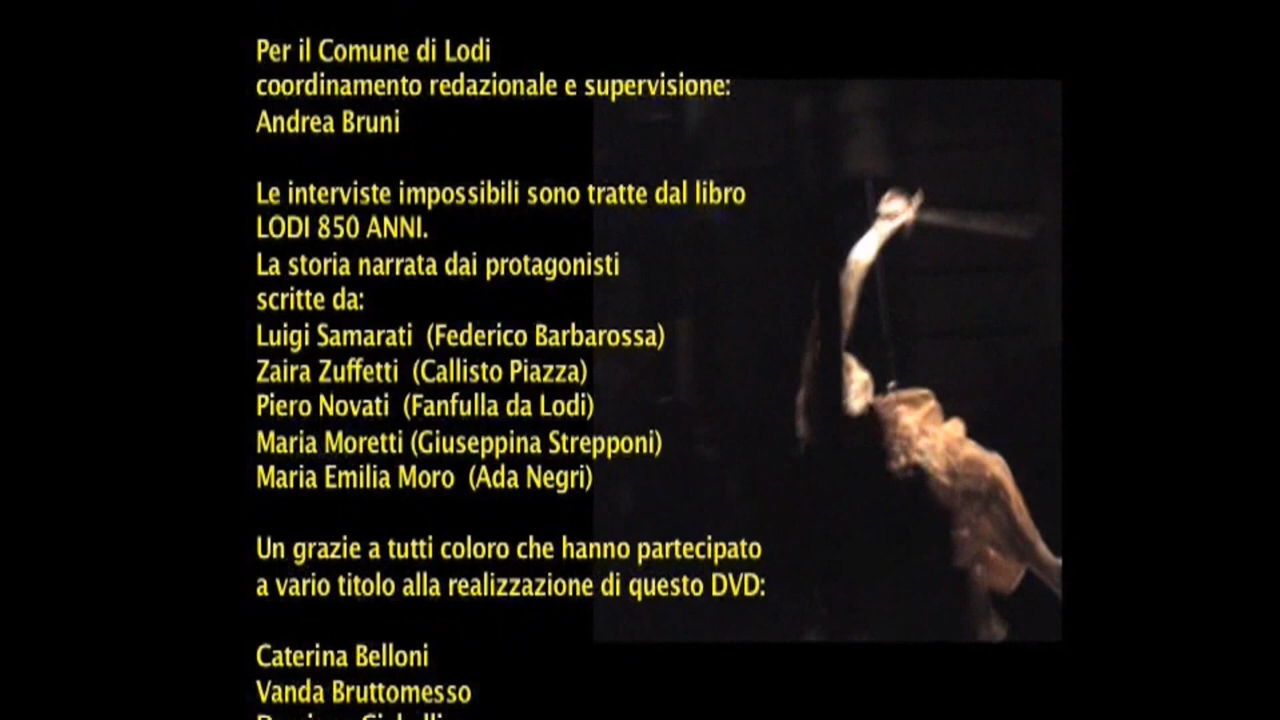 Per il Comune di Lodi
coordinamento redazionale e supervisione:
Andrea Bruni
Le interviste impossibili sono tratte dal libro
LODI 850 ANNI.
La storia narrata dai protagonisti
scritte da:
Luigi Samarati (Federico Barbarossa)
Zaira Zuffetti (Callisto Piazza)
Piero Novati (Fanfulla da Lodi)
Maria Moretti (Giuseppina Strepponi)
Maria Emilia Moro (Ada Negri)
Un grazie a tutti coloro che hanno partecipato
a vario titolo alla realizzazione di questo DVD:
Caterina Belloni
Vanda Bruttomesso